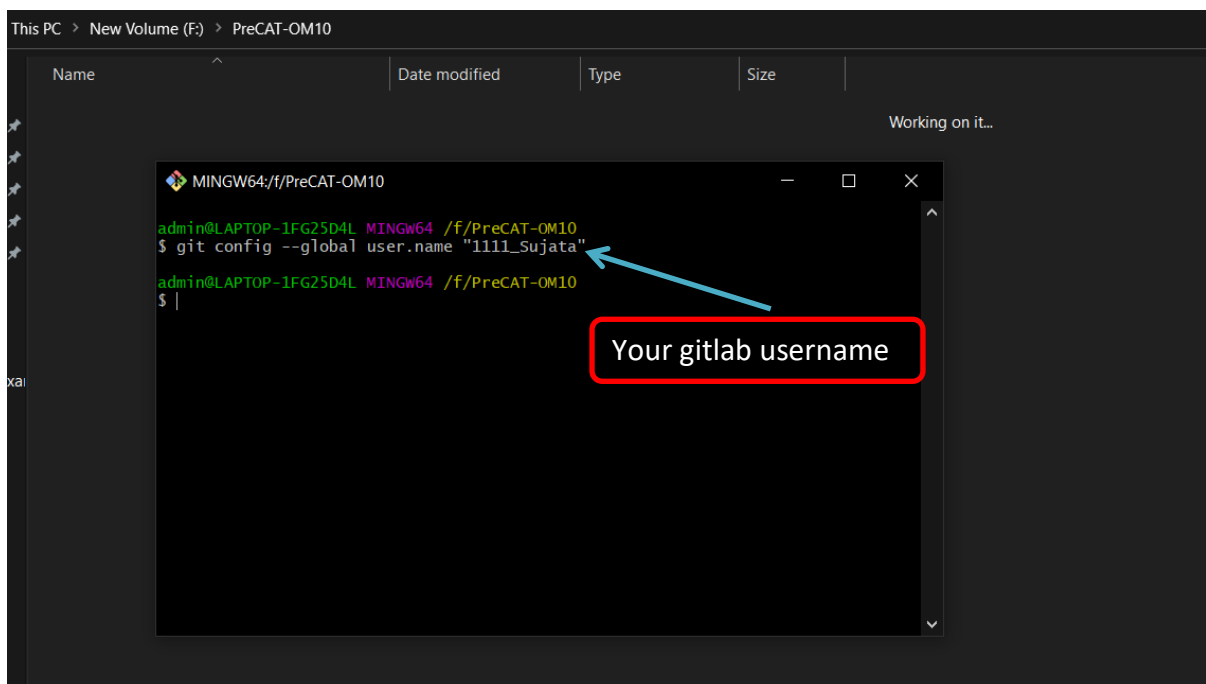 This PC > New Volume (F:) > PreCAT-OM10
Name Date modified Type Size
Working on it...
MINGW64:/f/PreCAT-OM10
admin@LAPTOP-1FG25D4L MINGW64 /f/PreCAT-OM10
$ git config --global user.name "1111_Sujata"
admin@LAPTOP-1FG25D4L MINGW64 /f/PreCAT-OM10
$
Your gitlab username
xa